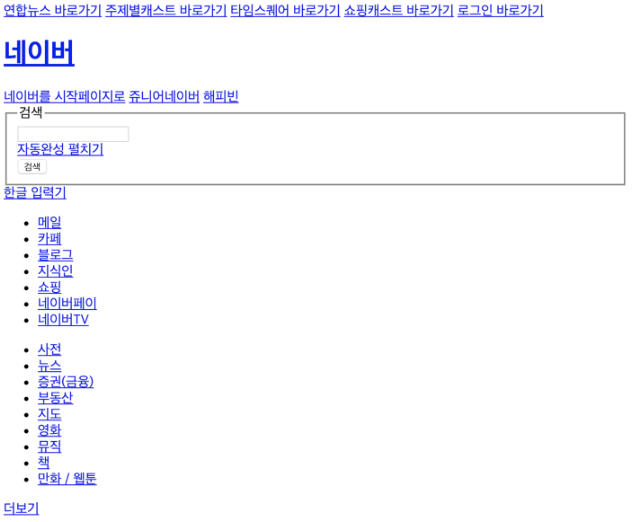 연합뉴스 바로가기 주제별캐스트 바로가기 타임스퀘어 바로가기 쇼핑캐스트 바로가기 로그인 바로가기
네이버
네이버를 시작페이지로 쥬니어네이버 해피빈
검색
자동완성 펼치기
검색
한글 입력기
메일
카페
블로그
지식인
쇼핑
네이버페이
네이버TV
사전
뉴스
증권(금융)
부동산
지도
영화
뮤직
책
만화 / 웹툰
더보기